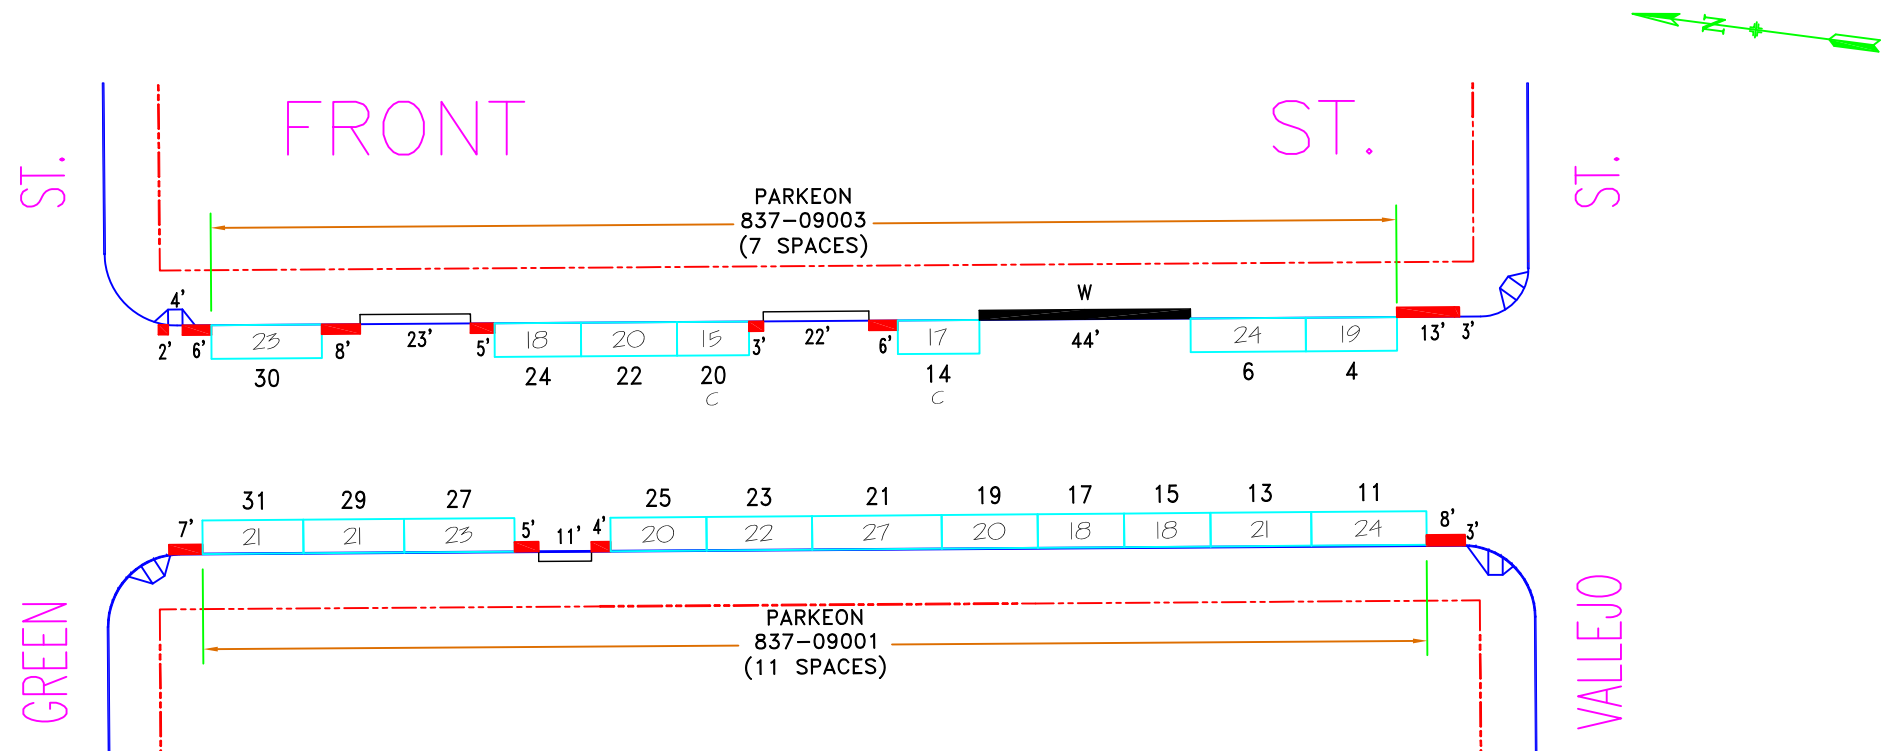 N
FRONT ST.
ST.
ST.
PARKEON
837-09003
(7 SPACES)
4'
W
2' 6' 23 8' 23' 5' 18 20 15 3' 22' 6' 17 44' 24 19 13' 3'
30 24 22 20 14 6 4
C C
31 29 27 25 23 21 19 17 15 13 11
7' 21 21 23 5' 11' 4' 20 22 27 20 18 18 21 24 8' 3'
PARKEON
837-09001
(11 SPACES)
GREEN
VALLEJO